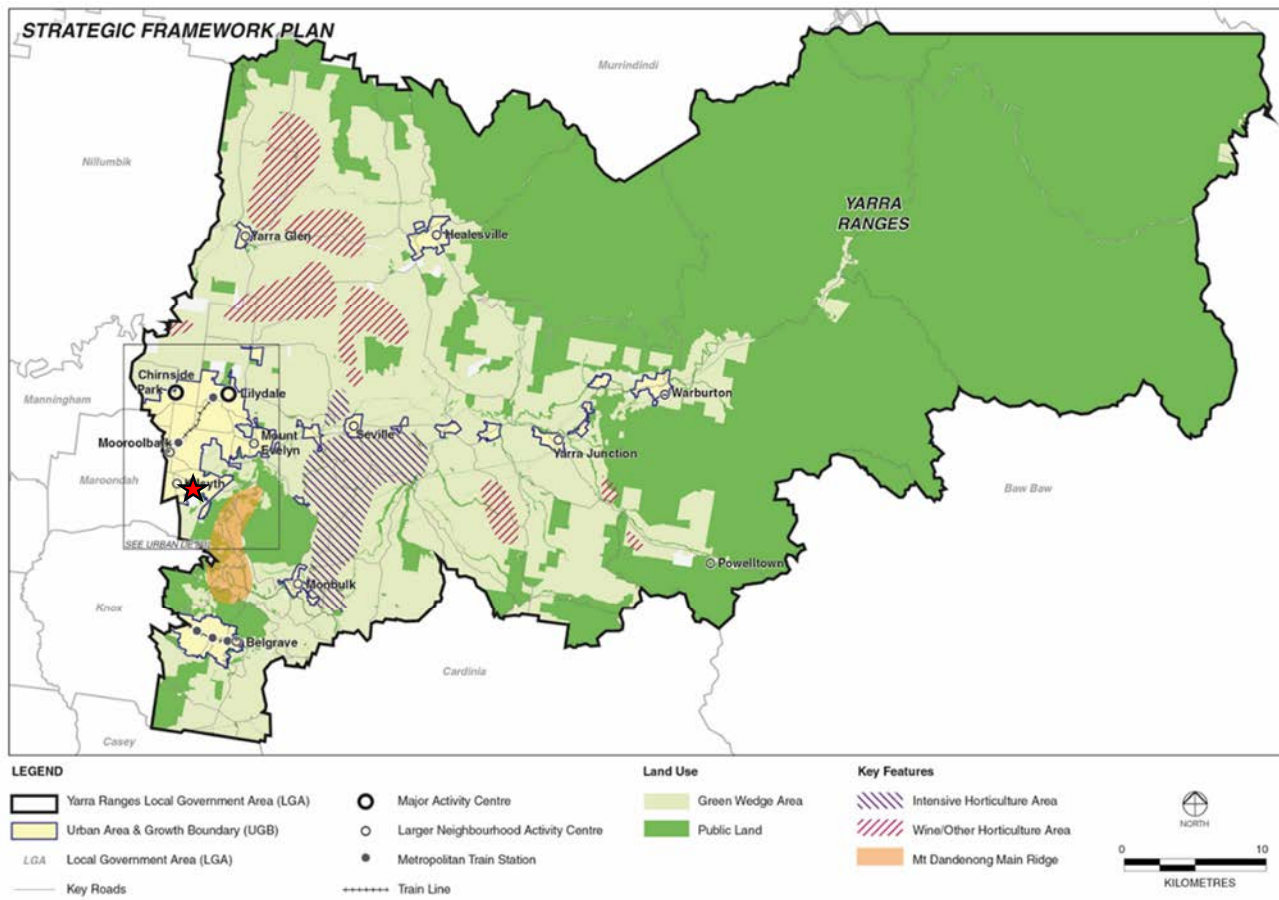 STRATEGIC FRAMEWORK PLAN
Murrindindi
Nillumbik
YARRA
RANGES
Yarra Glen
Healesville
Chirnside
Park
Lilydale
Manningham
Warburton
Mooroolbark
Mount
Evelyn
Seville
Yarra Junction
Maroondah
Baw Baw
SEE URBAN
Powelltown
Monbulk
Knox
Belgrave
Cardinia
Casey
LEGEND
Yarra Ranges Local Government Area (LGA)
Urban Area & Growth Boundary (UGB)
LGA Local Government Area (LGA)
Key Roads
Major Activity Centre
Larger Neighbourhood Activity Centre
Metropolitan Train Station
Train Line
Land Use
Green Wedge Area
Public Land
Key Features
Intensive Horticulture Area
Wine/Other Horticulture Area
Mt Dandenong Main Ridge
NORTH
0 10
KILOMETRES